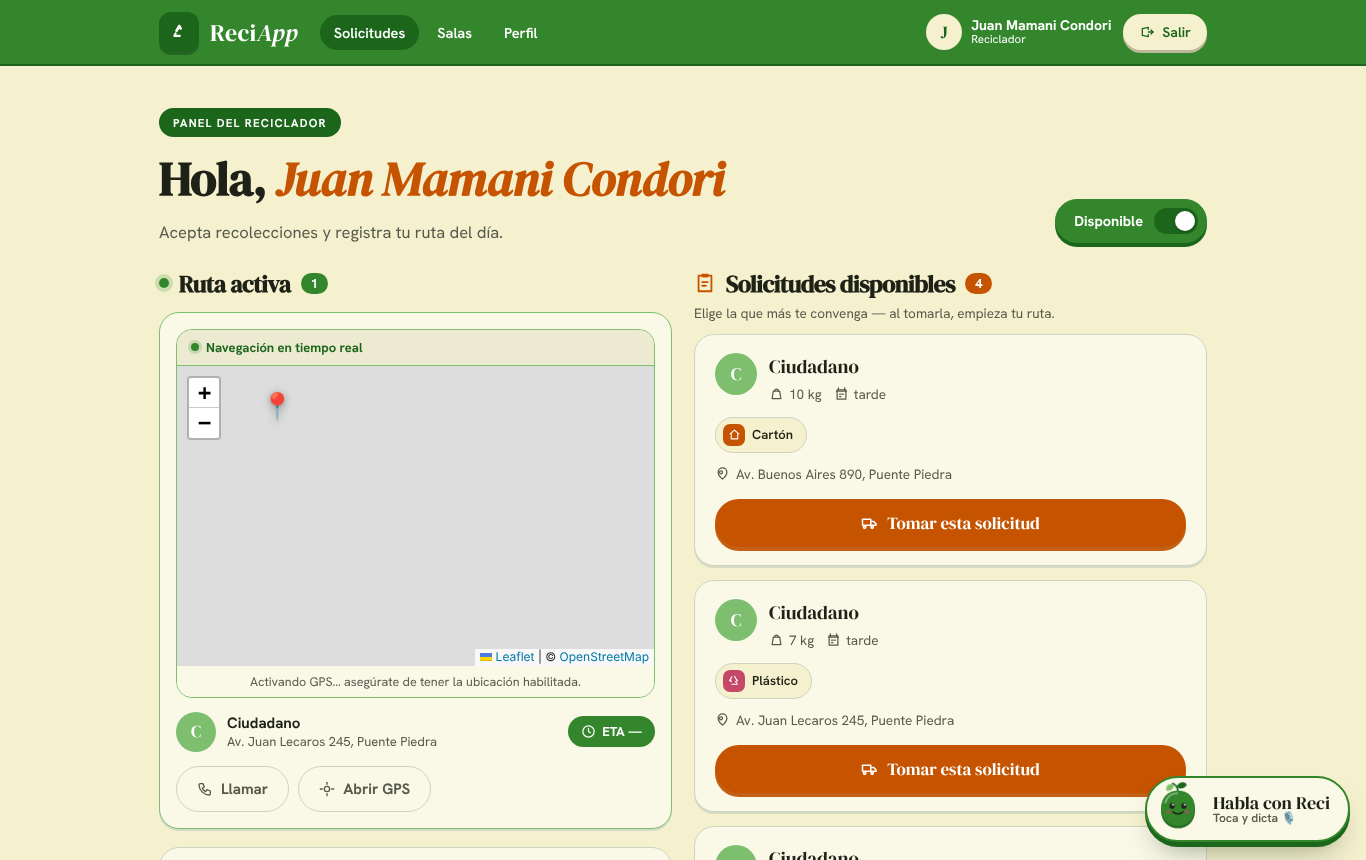 ReciApp
Solicitudes
Salas
Perfil
J
Juan Mamani Condori
Reciclador
Salir
PANEL DEL RECICLADOR
Hola, Juan Mamani Condori
Acepta recolecciones y registra tu ruta del día.
Disponible
Ruta activa 1
Navegación en tiempo real
+
−
Leaflet | © OpenStreetMap
Activando GPS... asegúrate de tener la ubicación habilitada.
C
Ciudadano
Av. Juan Lecaros 245, Puente Piedra
ETA —
Llamar
Abrir GPS
Solicitudes disponibles 4
Elige la que más te convenga — al tomarla, empieza tu ruta.
C
Ciudadano
10 kg tarde
Cartón
Av. Buenos Aires 890, Puente Piedra
Tomar esta solicitud
C
Ciudadano
7 kg tarde
Plástico
Av. Juan Lecaros 245, Puente Piedra
Tomar esta solicitud
C
Ciudadano
Habla con Reci
Toca y dicta